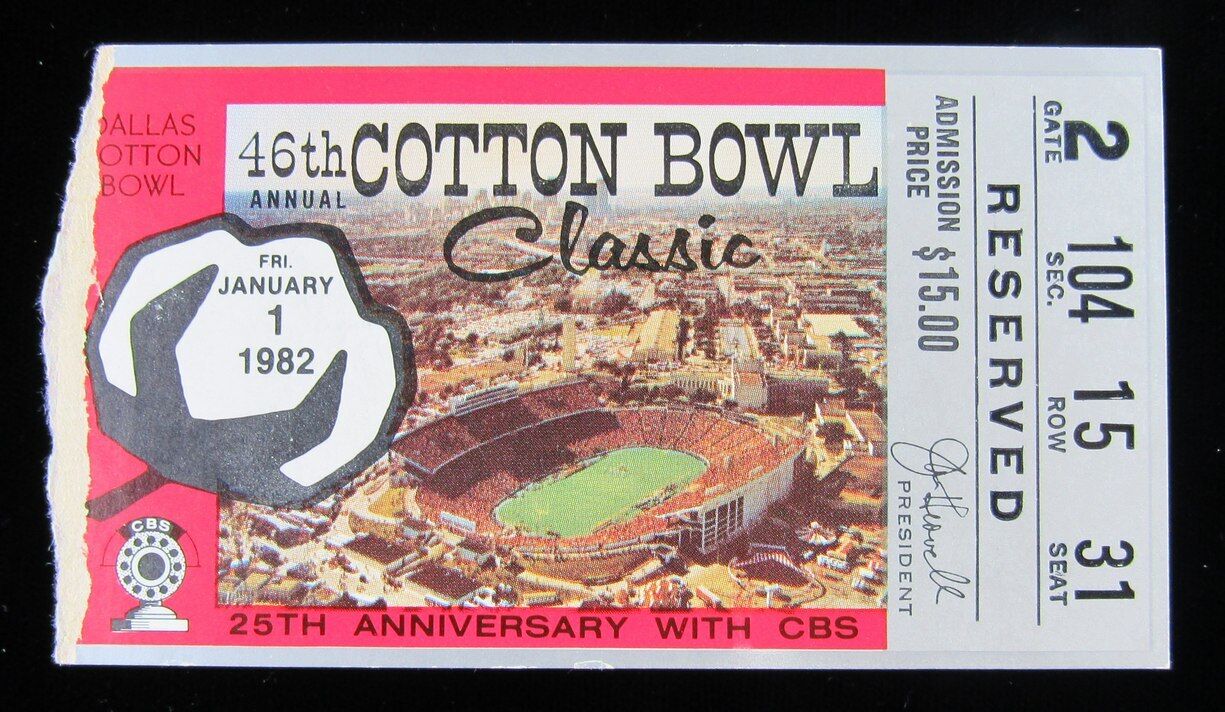 DALLAS
COTTON
BOWL
46th COTTON BOWL
ANNUAL
Classic
FRI.
JANUARY
1
1982
CBS
25TH ANNIVERSARY WITH CBS
ADMISSION $15.00
PRICE
PRESIDENT
RESERVED
2 104 15 31
GATE SEC. ROW SEAT